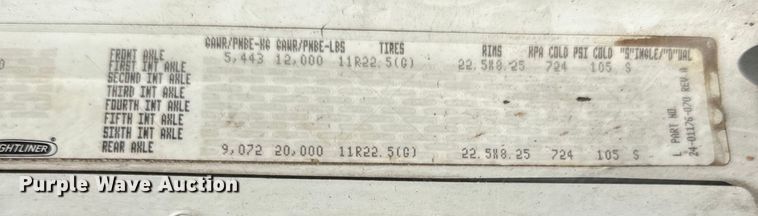 GAWR/PNBE-KG GAWR/PNBE-LBS TIRES RIMS KPA COLD PSI COLD "S"INGLE/"D"UAL
FRONT AXLE 5,443 12,000 11R22.5(G) 22.5X8.25 724 105 S
FIRST INT AXLE
SECOND INT AXLE
THIRD INT AXLE
FOURTH INT AXLE
FIFTH INT AXLE
SIXTH INT AXLE
REAR AXLE 9,072 20,000 11R22.5(G) 22.5X8.25 724 105 S
GHTLINER
L PART NO.
24-01176-070 REV A
Purple Wave Auction